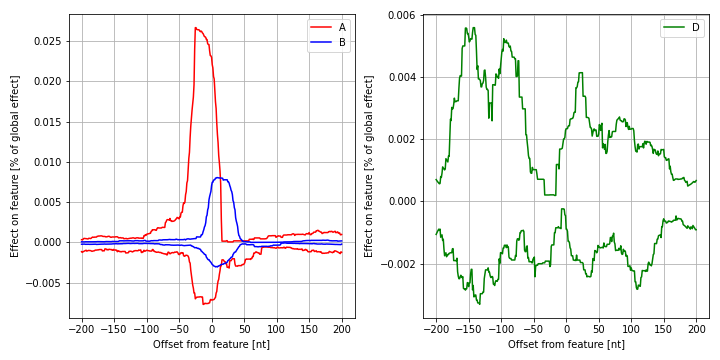 Effect on feature [% of global effect]
0.025
0.020
0.015
0.010
0.005
0.000
−0.005
−200 −150 −100 −50 0 50 100 150 200
Offset from feature [nt]
A
B
Effect on feature [% of global effect]
0.006
0.004
0.002
0.000
−0.002
−200 −150 −100 −50 0 50 100 150 200
Offset from feature [nt]
D